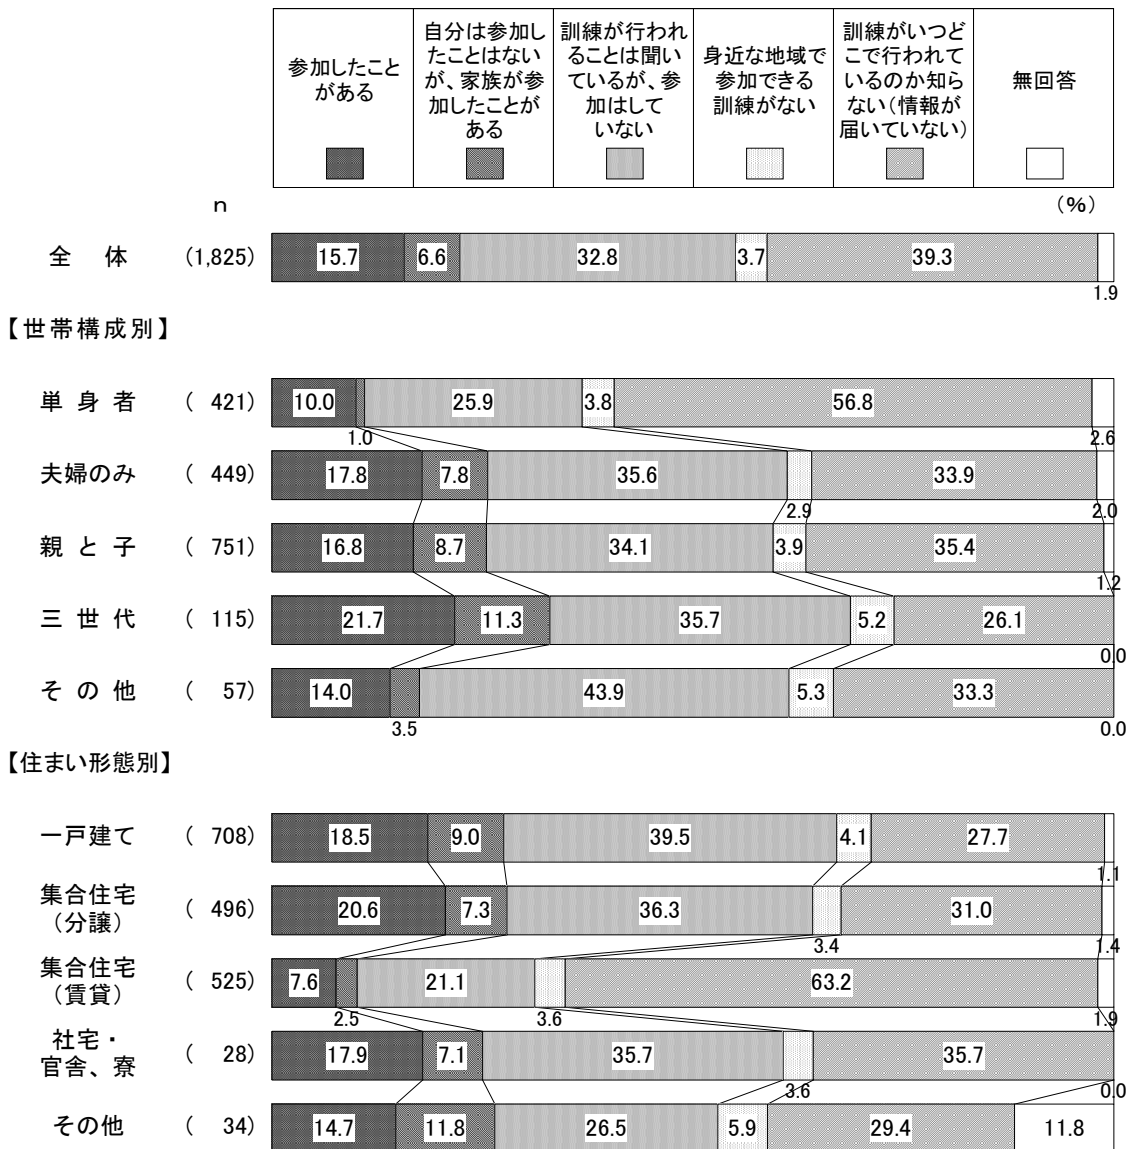 参加したこと
がある
自分は参加し
たことはない
が、家族が参
加したことが
ある
訓練が行われ
ることは聞い
ているが、参
加はして
いない
身近な地域で
参加できる
訓練がない
訓練がいつど
こで行われて
いるのか知ら
ない（情報が
届いていない）
無回答
n （%）
全 体 (1,825) 15.7 6.6 32.8 3.7 39.3
1.9
【世帯構成別】
単 身 者 ( 421) 10.0 25.9 3.8 56.8
1.0 2.6
夫婦のみ ( 449) 17.8 7.8 35.6 33.9
2.9 2.0
親 と 子 ( 751) 16.8 8.7 34.1 3.9 35.4
1.2
三 世 代 ( 115) 21.7 11.3 35.7 5.2 26.1
0.0
そ の 他 ( 57) 14.0 43.9 5.3 33.3
3.5 0.0
【住まい形態別】
一戸建て ( 708) 18.5 9.0 39.5 4.1 27.7
1.1
集合住宅
（分譲） ( 496) 20.6 7.3 36.3 31.0
3.4 1.4
集合住宅
（賃貸） ( 525) 7.6 21.1 63.2
2.5 3.6 1.9
社宅・
官舎、寮 ( 28) 17.9 7.1 35.7 35.7
3.6 0.0
その他 ( 34) 14.7 11.8 26.5 5.9 29.4 11.8